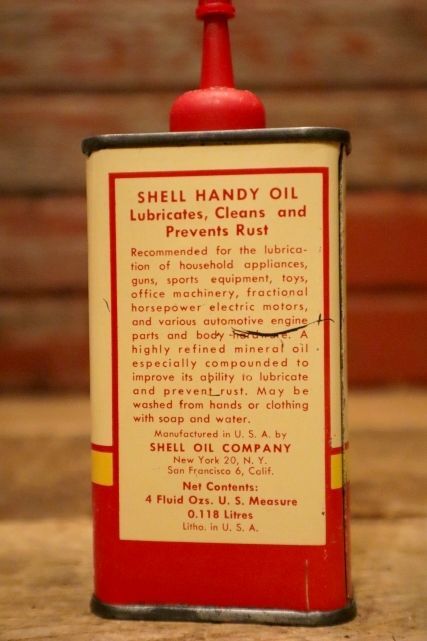 SHELL HANDY OIL
Lubricates, Cleans and
Prevents Rust
Recommended for the lubrica-
tion of household appliances,
guns, sports equipment, toys,
office machinery, fractional
horsepower electric motors,
and various automotive engine
parts and body hardware. A
highly refined mineral oil
especially compounded to
improve its ability to lubricate
and prevent rust. May be
washed from hands or clothing
with soap and water.
Manufactured in U. S. A. by
SHELL OIL COMPANY
New York 20, N. Y.
San Francisco 6, Calif.
Net Contents:
4 Fluid Ozs. U. S. Measure
0.118 Litres
Litho. in U. S. A.